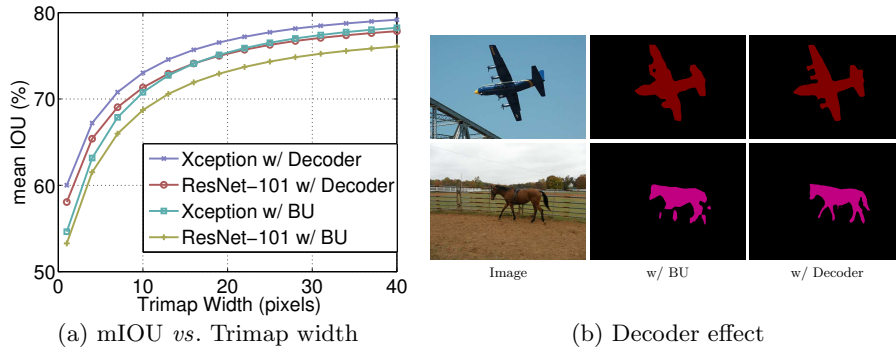 80
70
60
50
mean IOU (%)
Xception w/ Decoder
ResNet−101 w/ Decoder
Xception w/ BU
ResNet−101 w/ BU
0 10 20 30 40
Trimap Width (pixels)
(a) mIOU vs. Trimap width
Image w/ BU w/ Decoder
(b) Decoder effect